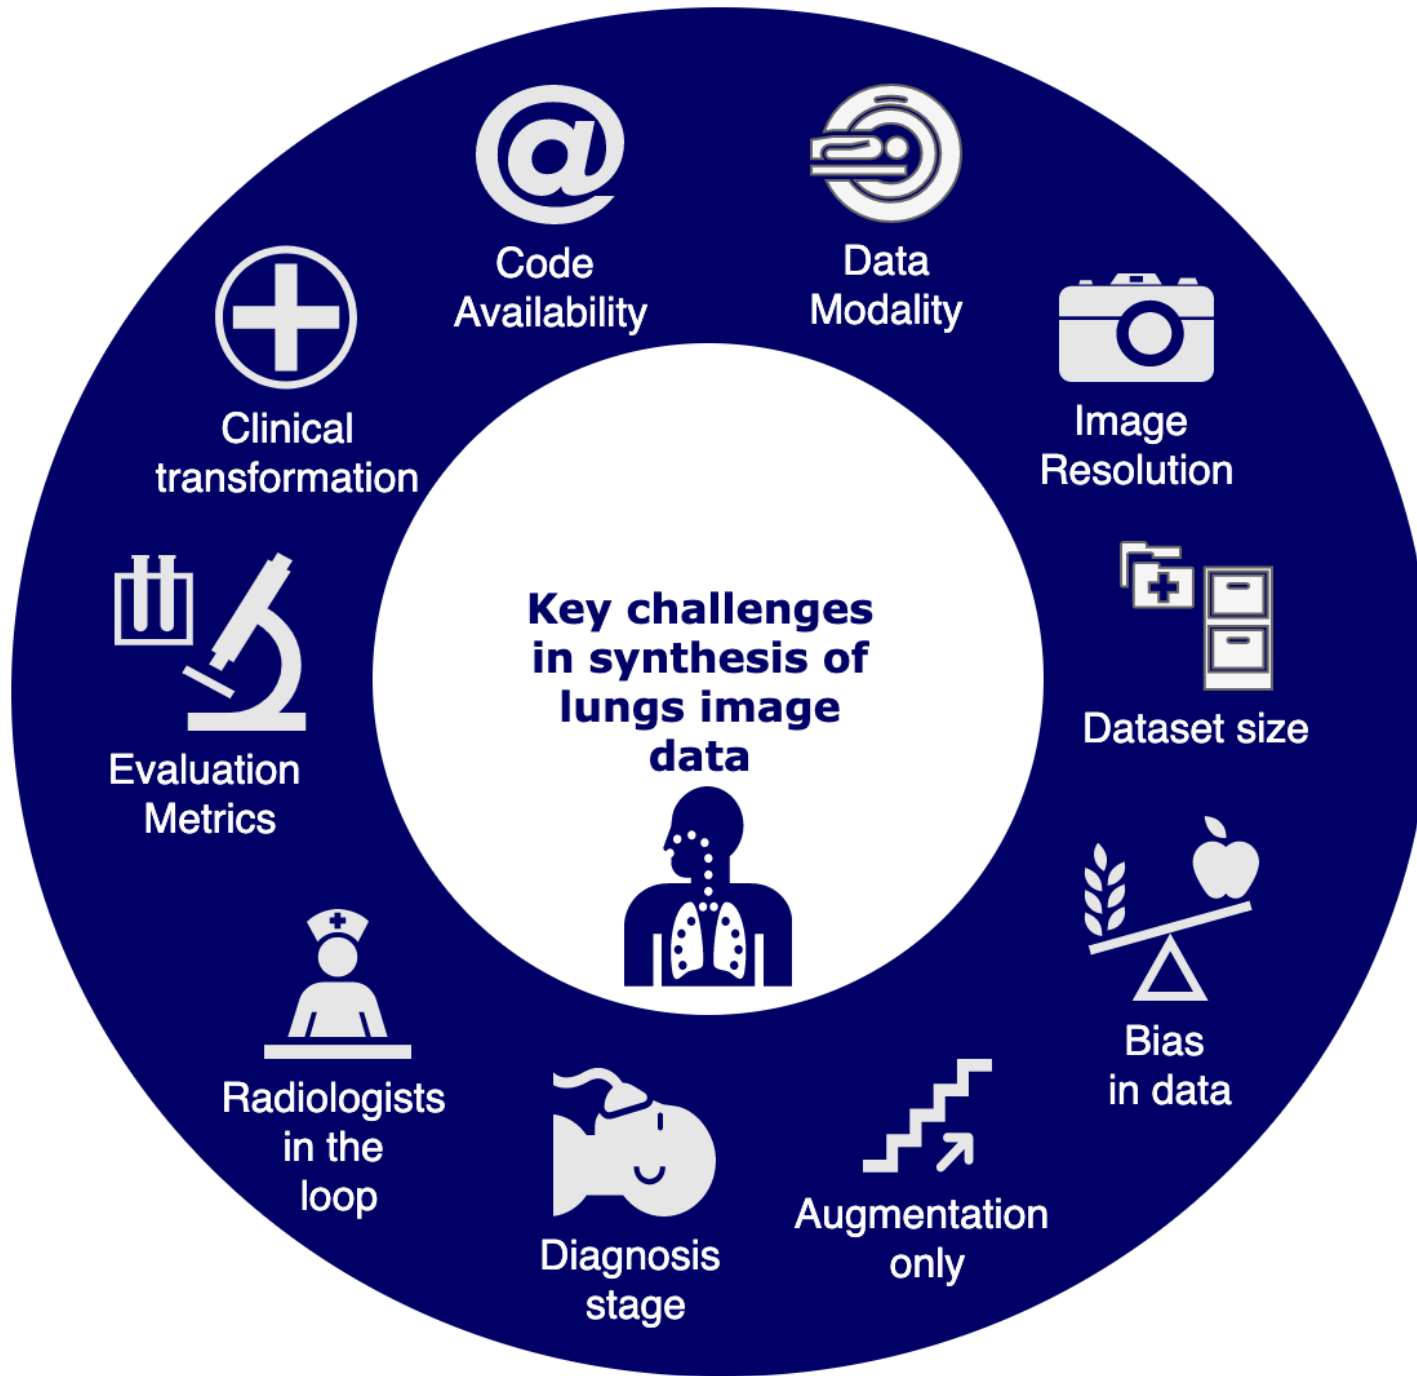 Code
Availability
Data
Modality
Image
Resolution
Dataset size
Bias
in data
Augmentation
only
Diagnosis
stage
Radiologists
in the
loop
Evaluation
Metrics
Clinical
transformation
Key challenges
in synthesis of
lungs image
data